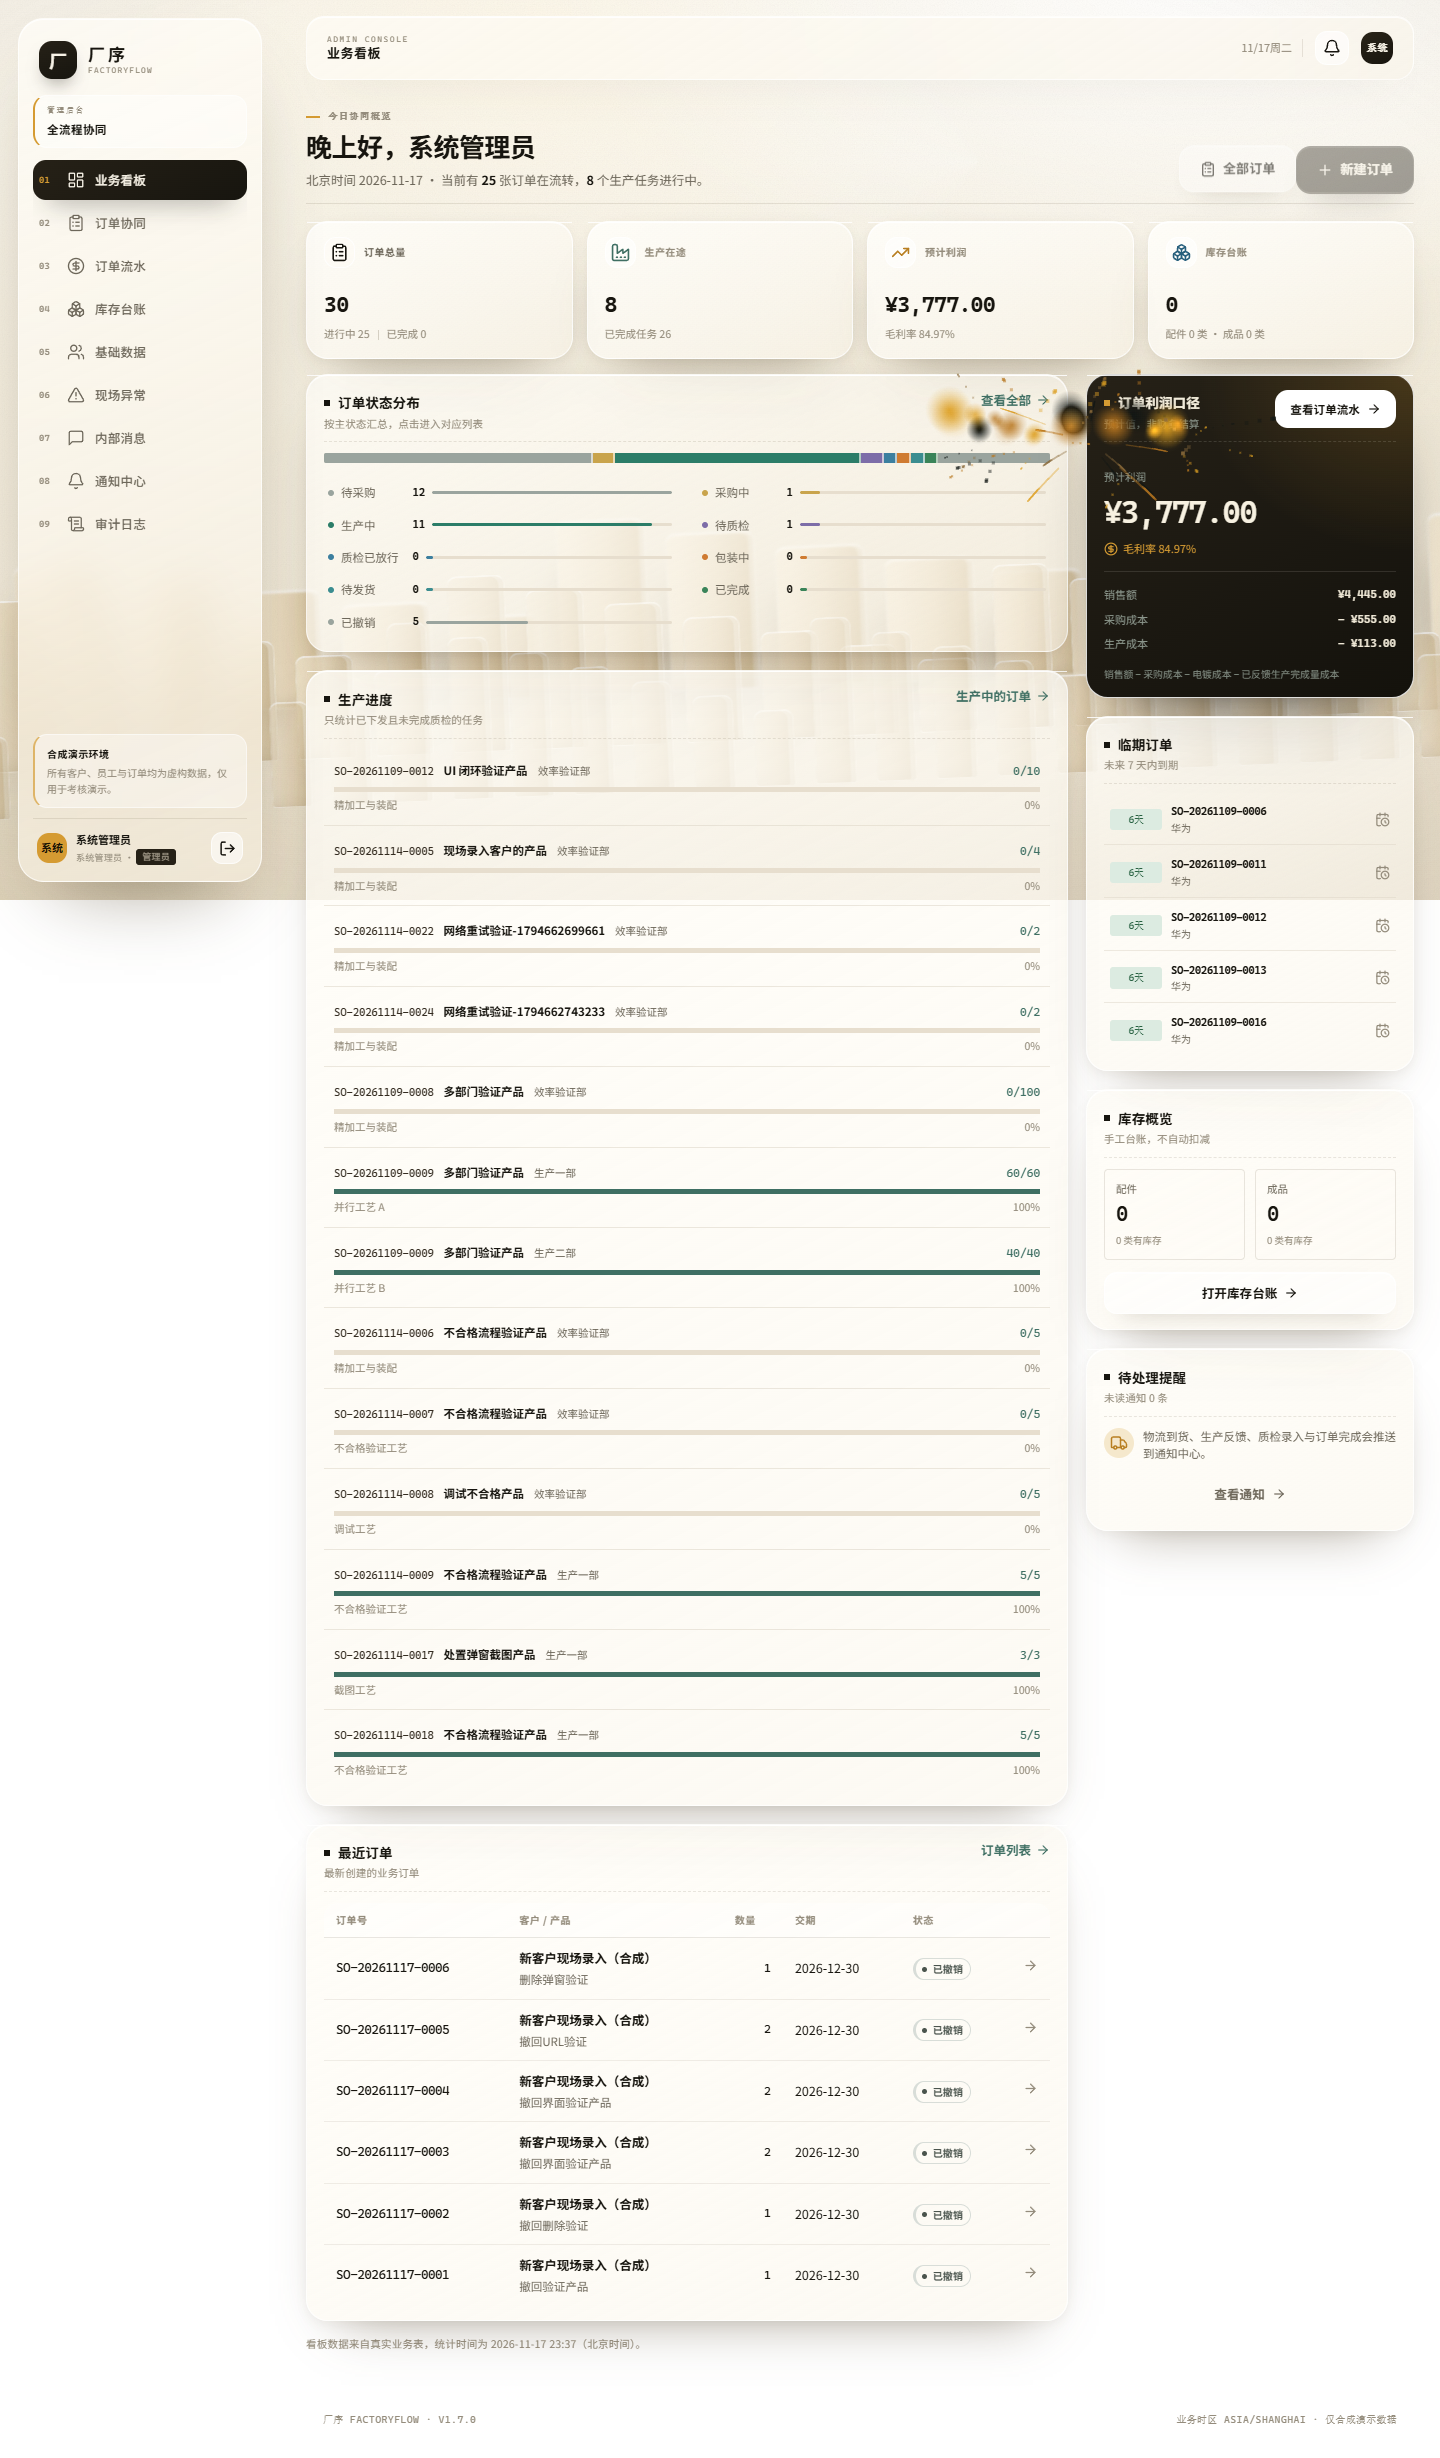 厂
厂序
FACTORYFLOW
管理后台
全流程协同
01 业务看板
02 订单协同
03 订单流水
04 库存台账
05 基础数据
06 现场异常
07 内部消息
08 通知中心
09 审计日志
合成演示环境
所有客户、员工与订单均为虚构数据，仅
用于考核演示。
系统
系统管理员
系统管理员 · 管理员
ADMIN CONSOLE
业务看板
11/17周二
系统
今日协同概览
晚上好，系统管理员
北京时间 2026-11-17 · 当前有 25 张订单在流转，8 个生产任务进行中。
全部订单
新建订单
订单总量
30
进行中 25 | 已完成 0
生产在途
8
已完成任务 26
预计利润
¥3,777.00
毛利率 84.97%
库存台账
0
配件 0 类 · 成品 0 类
订单状态分布
按主状态汇总，点击进入对应列表
查看全部
待采购 12
采购中 1
生产中 11
待质检 1
质检已放行 0
包装中 0
待发货 0
已完成 0
已撤销 5
订单利润口径
查看订单流水
预计利润
¥3,777.00
毛利率 84.97%
销售额 ¥4,445.00
采购成本 − ¥555.00
生产成本 − ¥113.00
销售额 − 采购成本 − 电镀成本 − 已反馈生产完成量成本
生产进度
只统计已下发且未完成质检的任务
生产中的订单
SO-20261109-0012 UI 闭环验证产品 效率验证部 0/10
精加工与装配 0%
SO-20261114-0005 现场录入客户的产品 效率验证部 0/4
精加工与装配 0%
SO-20261114-0022 网络重试验证-1794662699661 效率验证部 0/2
精加工与装配 0%
SO-20261114-0024 网络重试验证-1794662743233 效率验证部 0/2
精加工与装配 0%
SO-20261109-0008 多部门验证产品 效率验证部 0/100
精加工与装配 0%
SO-20261109-0009 多部门验证产品 生产一部 60/60
并行工艺 A 100%
SO-20261109-0009 多部门验证产品 生产二部 40/40
并行工艺 B 100%
SO-20261114-0006 不合格流程验证产品 效率验证部 0/5
精加工与装配 0%
SO-20261114-0007 不合格流程验证产品 效率验证部 0/5
不合格验证工艺 0%
SO-20261114-0008 调试不合格产品 效率验证部 0/5
调试工艺 0%
SO-20261114-0009 不合格流程验证产品 生产一部 5/5
不合格验证工艺 100%
SO-20261114-0017 处置弹窗截图产品 生产一部 3/3
截图工艺 100%
SO-20261114-0018 不合格流程验证产品 生产一部 5/5
不合格验证工艺 100%
临期订单
未来 7 天内到期
6天 SO-20261109-0006
华为
6天 SO-20261109-0011
华为
6天 SO-20261109-0012
华为
6天 SO-20261109-0013
华为
6天 SO-20261109-0016
华为
库存概览
手工台账，不自动扣减
配件
0
0 类有库存
成品
0
0 类有库存
打开库存台账
待处理提醒
未读通知 0 条
物流到货、生产反馈、质检录入与订单完成会推送
到通知中心。
查看通知
最近订单
最新创建的业务订单
订单列表
订单号 客户 / 产品 数量 交期 状态
SO-20261117-0006 新客户现场录入（合成） 1 2026-12-30 已撤销
删除弹窗验证
SO-20261117-0005 新客户现场录入（合成） 2 2026-12-30 已撤销
撤回URL验证
SO-20261117-0004 新客户现场录入（合成） 2 2026-12-30 已撤销
撤回界面验证产品
SO-20261117-0003 新客户现场录入（合成） 2 2026-12-30 已撤销
撤回界面验证产品
SO-20261117-0002 新客户现场录入（合成） 1 2026-12-30 已撤销
撤回删除验证
SO-20261117-0001 新客户现场录入（合成） 1 2026-12-30 已撤销
撤回验证产品
看板数据来自真实业务表，统计时间为 2026-11-17 23:37（北京时间）。
厂序 FACTORYFLOW · V1.7.0
业务时区 ASIA/SHANGHAI · 仅合成演示数据